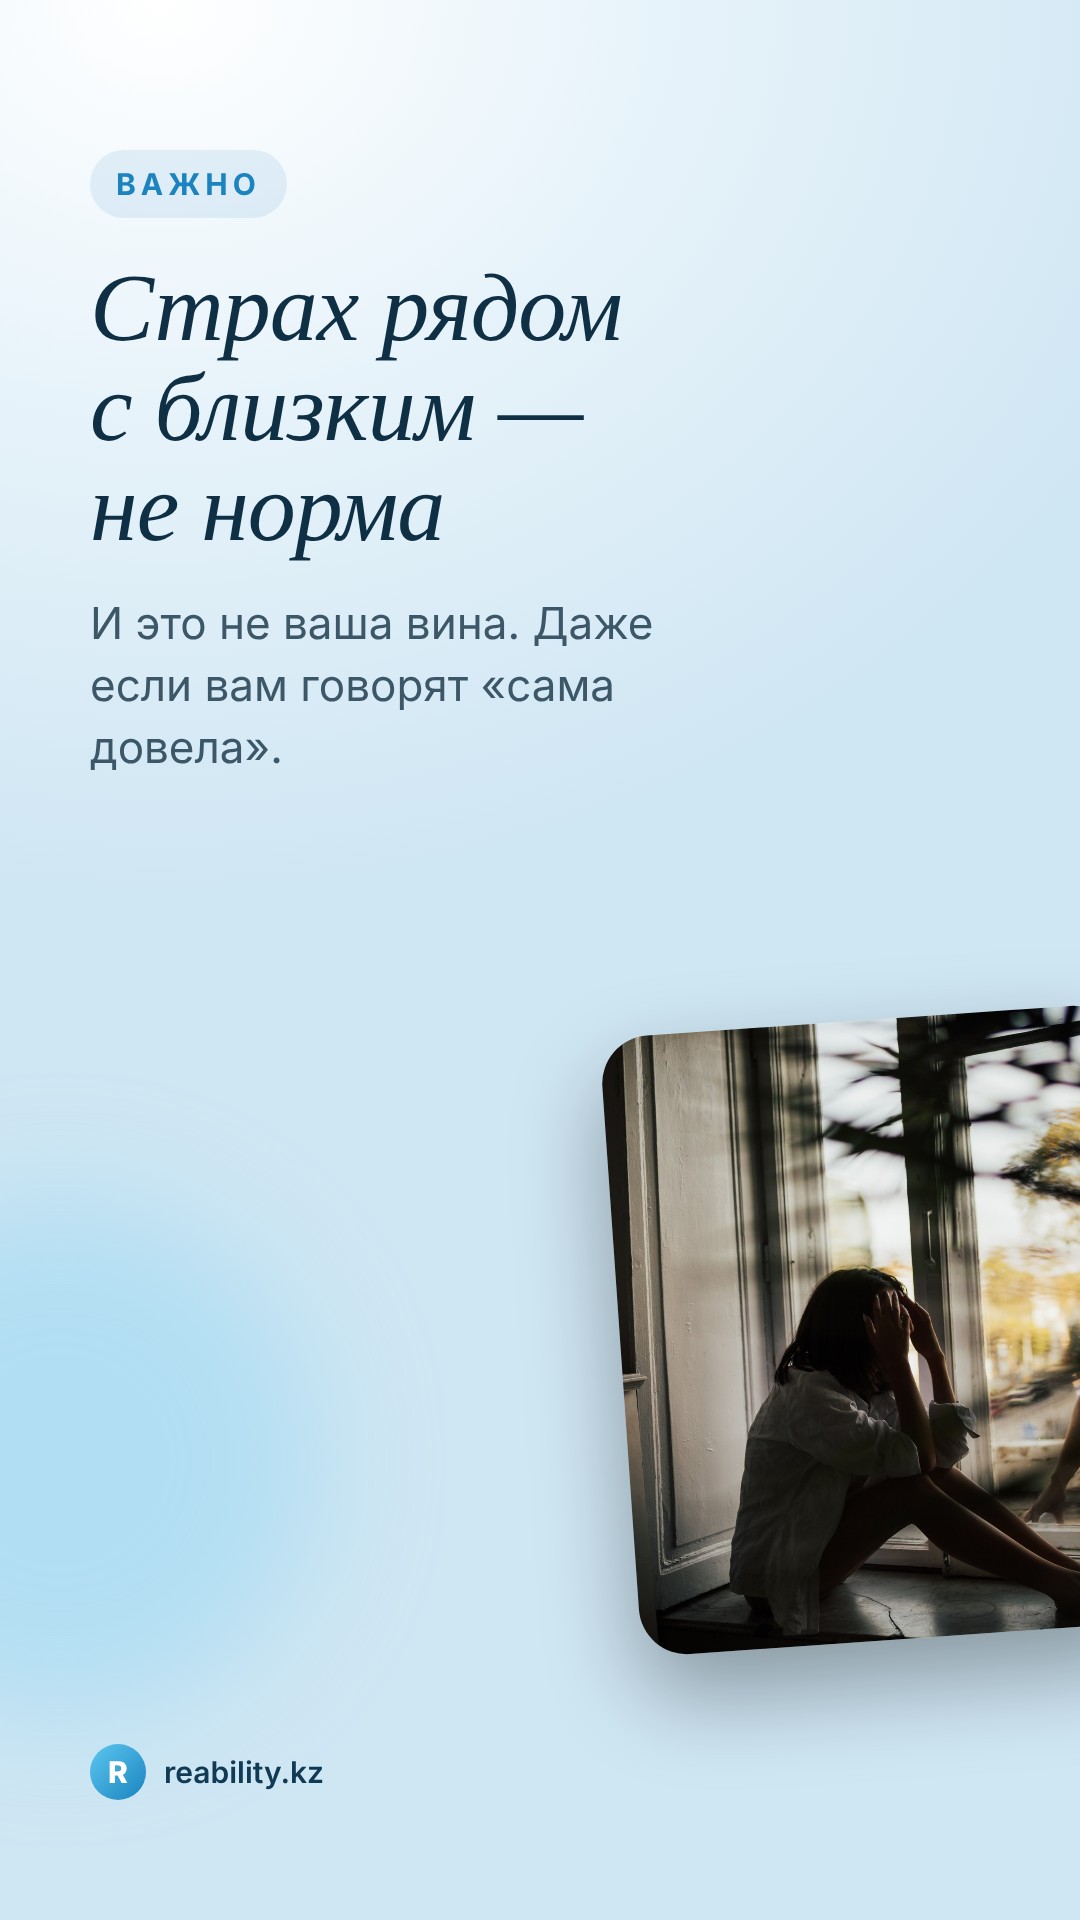 ВАЖНО
Страх рядом
с близким —
не норма
И это не ваша вина. Даже
если вам говорят «сама
довела».
R reability.kz